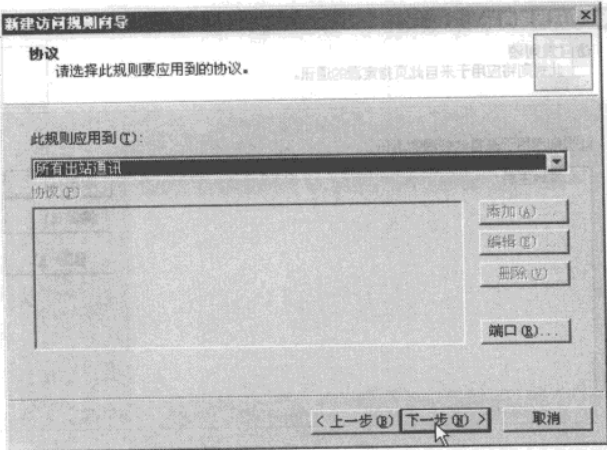 新建访问规则向导
协议
请选择此规则要应用到的协议。
此规则应用到(T):
所有出站通讯
协议(P)
添加(A)...
编辑(E)...
删除(V)
端口(R)...
< 上一步(B)
下一步(N) >
取消